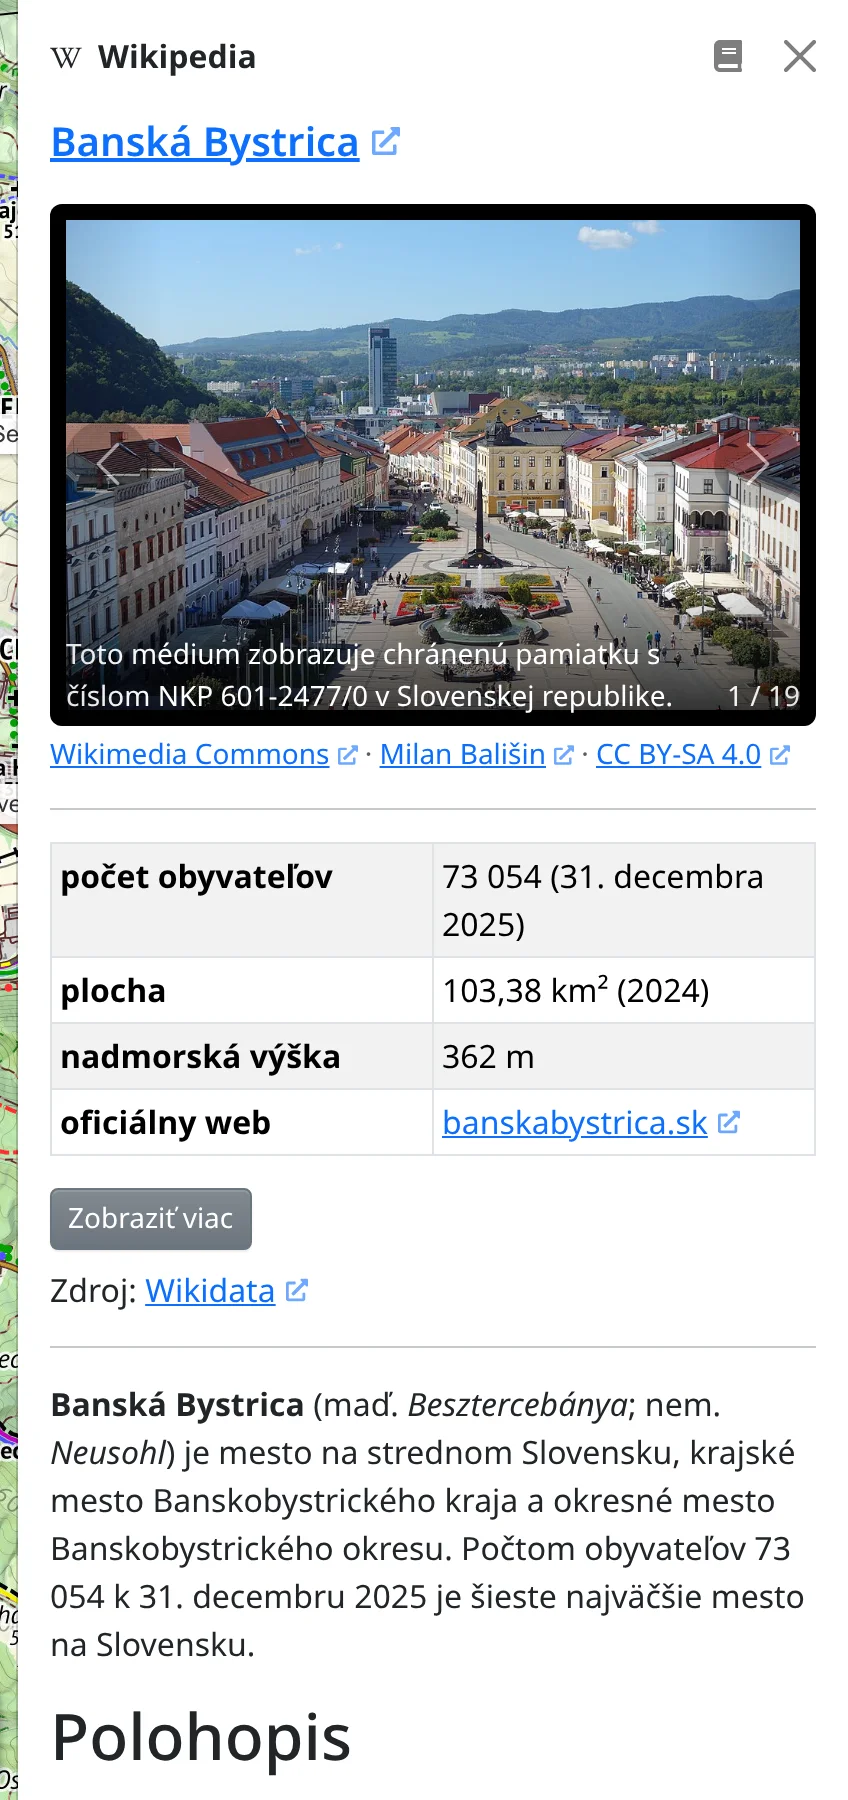 Wikipedia
Banská Bystrica
Toto médium zobrazuje chránenú pamiatku s
číslom NKP 601-2477/0 v Slovenskej republike.
1 / 19
Wikimedia Commons · Milan Bališin · CC BY-SA 4.0
počet obyvateľov 73 054 (31. decembra
2025)
plocha 103,38 km² (2024)
nadmorská výška 362 m
oficiálny web banskabystrica.sk
Zobraziť viac
Zdroj: Wikidata
Banská Bystrica (maď. Besztercebánya; nem.
Neusohl) je mesto na strednom Slovensku, krajské
mesto Banskobystrického kraja a okresné mesto
Banskobystrického okresu. Počtom obyvateľov 73
054 k 31. decembru 2025 je šieste najväčšie mesto
na Slovensku.
Polohopis